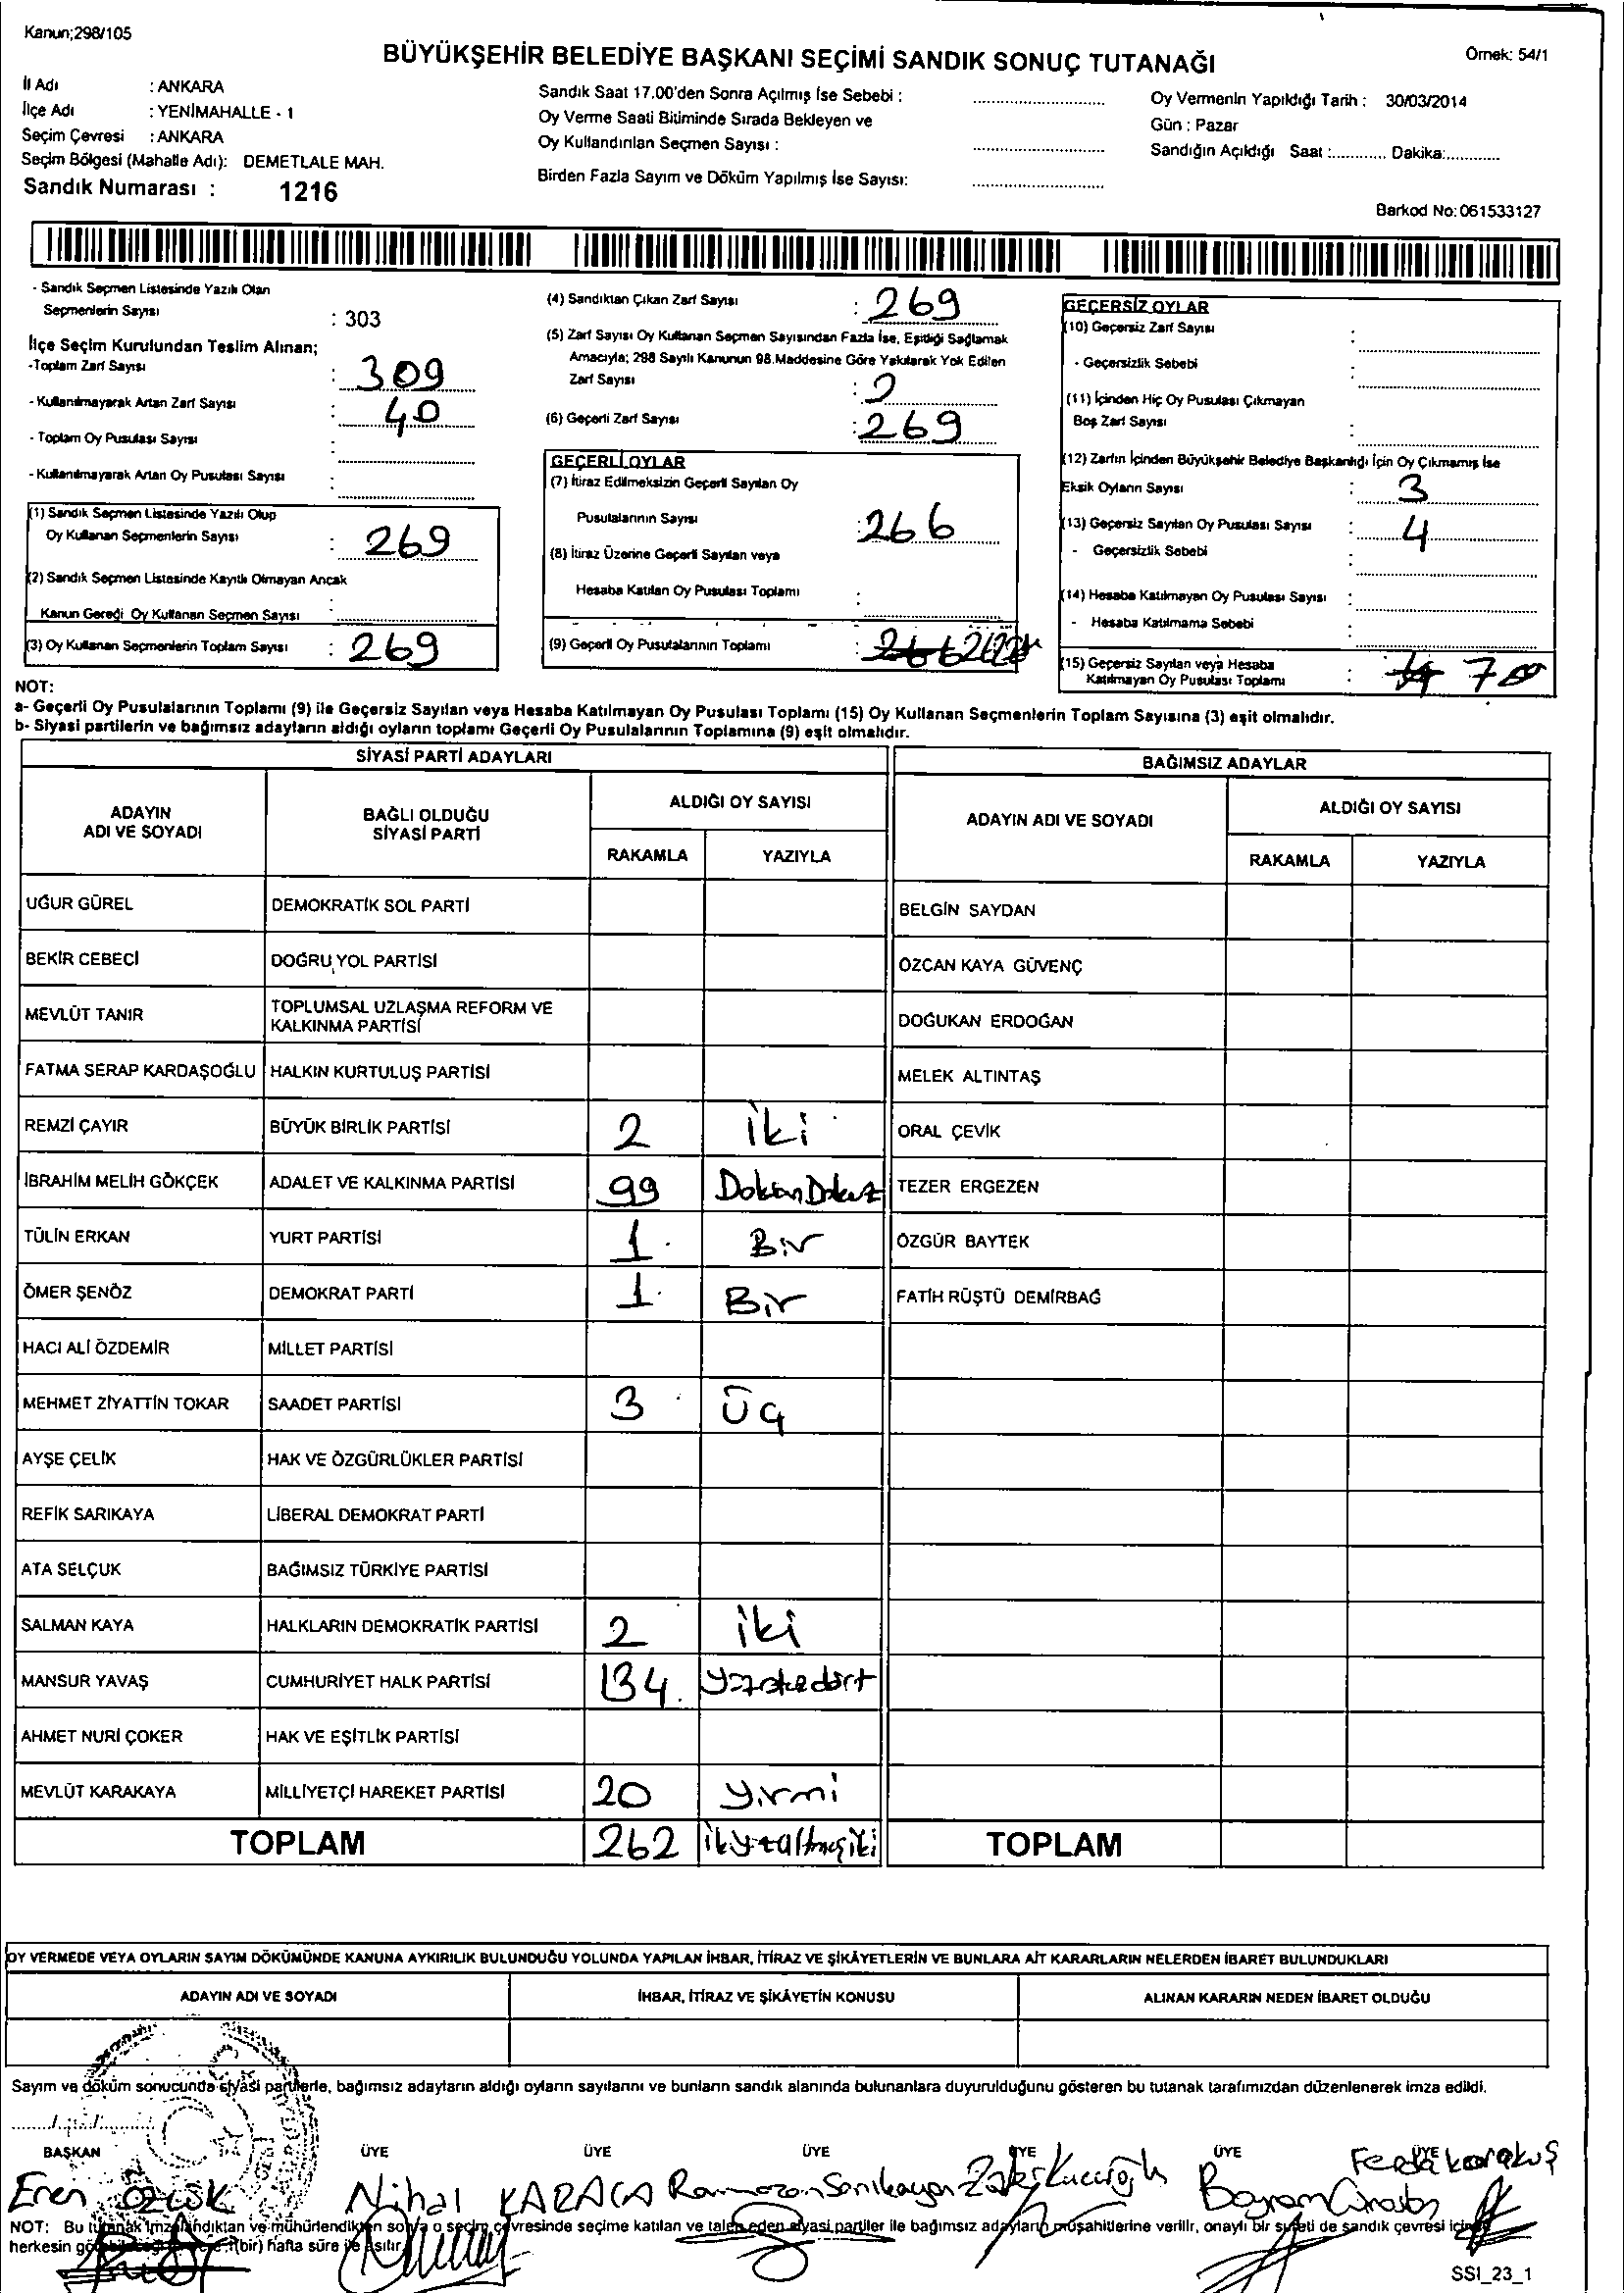 Kanun;298/105
BÜYÜKŞEHİR BELEDİYE BAŞKANI SEÇİMİ SANDIK SONUÇ TUTANAĞI
Örnek: 54/1
İl Adı : ANKARA
İlçe Adı : YENİMAHALLE - 1
Seçim Çevresi : ANKARA
Seçim Bölgesi (Mahalle Adı): DEMETLALE MAH.
Sandık Numarası : 1216
Sandık Saat 17.00'den Sonra Açılmış İse Sebebi :
Oy Verme Saati Bitiminde Sırada Bekleyen ve
Oy Kullandırılan Seçmen Sayısı :
Birden Fazla Sayım ve Döküm Yapılmış İse Sayısı:
Oy Vermenin Yapıldığı Tarih : 30/03/2014
Gün : Pazar
Sandığın Açıldığı Saat :............ Dakika:............
Barkod No:061533127
- Sandık Seçmen Listesinde Yazılı Olan
Seçmenlerin Sayısı : 303
İlçe Seçim Kurulundan Teslim Alınan;
-Toplam Zarf Sayısı : 309
- Kullanılmayarak Artan Zarf Sayısı : 40
- Toplam Oy Pusulası Sayısı :
- Kullanılmayarak Artan Oy Pusulası Sayısı :
(1) Sandık Seçmen Listesinde Yazılı Olup
Oy Kullanan Seçmenlerin Sayısı : 269
(2) Sandık Seçmen Listesinde Kayıtlı Olmayan Ancak
Kanun Gereği Oy Kullanan Seçmen Sayısı :
(3) Oy Kullanan Seçmenlerin Toplam Sayısı : 269
(4) Sandıktan Çıkan Zarf Sayısı : 269
(5) Zarf Sayısı Oy Kullanan Seçmen Sayısından Fazla İse, Eşitliği Sağlamak
Amacıyla; 298 Sayılı Kanunun 98.Maddesine Göre Yakılarak Yok Edilen
Zarf Sayısı :
(6) Geçerli Zarf Sayısı : 269
GEÇERLİ OYLAR
(7) İtiraz Edilmeksizin Geçerli Sayılan Oy
Pusulalarının Sayısı : 266
(8) İtiraz Üzerine Geçerli Sayılan veya
Hesaba Katılan Oy Pusulası Toplamı :
(9) Geçerli Oy Pusulalarının Toplamı : 266 262
GEÇERSİZ OYLAR
(10) Geçersiz Zarf Sayısı :
- Geçersizlik Sebebi :
(11) İçinden Hiç Oy Pusulası Çıkmayan
Boş Zarf Sayısı :
(12) Zarfın İçinden Büyükşehir Belediye Başkanlığı İçin Oy Çıkmamış İse
Eksik Oyların Sayısı : 3
(13) Geçersiz Sayılan Oy Pusulası Sayısı : 4
- Geçersizlik Sebebi :
(14) Hesaba Katılmayan Oy Pusulası Sayısı :
- Hesaba Katılmama Sebebi :
(15) Geçersiz Sayılan veya Hesaba
Katılmayan Oy Pusulası Toplamı : 7
NOT:
a- Geçerli Oy Pusulalarının Toplamı (9) ile Geçersiz Sayılan veya Hesaba Katılmayan Oy Pusulası Toplamı (15) Oy Kullanan Seçmenlerin Toplam Sayısına (3) eşit olmalıdır.
b- Siyasi partilerin ve bağımsız adayların aldığı oyların toplamı Geçerli Oy Pusulalarının Toplamına (9) eşit olmalıdır.
SİYASİ PARTİ ADAYLARI
BAĞIMSIZ ADAYLAR
ADAYIN ADI VE SOYADI
BAĞLI OLDUĞU SİYASİ PARTİ
ALDIĞI OY SAYISI
RAKAMLA YAZIYLA
ADAYIN ADI VE SOYADI
ALDIĞI OY SAYISI
RAKAMLA YAZIYLA
UĞUR GÜREL DEMOKRATİK SOL PARTİ BELGİN SAYDAN
BEKİR CEBECİ DOĞRU YOL PARTİSİ ÖZCAN KAYA GÜVENÇ
MEVLÜT TANIR TOPLUMSAL UZLAŞMA REFORM VE KALKINMA PARTİSİ DOĞUKAN ERDOĞAN
FATMA SERAP KARDAŞOĞLU HALKIN KURTULUŞ PARTİSİ MELEK ALTINTAŞ
REMZİ ÇAYIR BÜYÜK BİRLİK PARTİSİ 2 iki ORAL ÇEVİK
İBRAHİM MELİH GÖKÇEK ADALET VE KALKINMA PARTİSİ 99 TEZER ERGEZEN
TÜLİN ERKAN YURT PARTİSİ 1 Bir ÖZGÜR BAYTEK
ÖMER ŞENÖZ DEMOKRAT PARTİ 1 Bir FATİH RÜŞTÜ DEMİRBAĞ
HACI ALİ ÖZDEMİR MİLLET PARTİSİ
MEHMET ZİYATTİN TOKAR SAADET PARTİSİ 3 Üç
AYŞE ÇELİK HAK VE ÖZGÜRLÜKLER PARTİSİ
REFİK SARIKAYA LİBERAL DEMOKRAT PARTİ
ATA SELÇUK BAĞIMSIZ TÜRKİYE PARTİSİ
SALMAN KAYA HALKLARIN DEMOKRATİK PARTİSİ 2 iki
MANSUR YAVAŞ CUMHURİYET HALK PARTİSİ 134
AHMET NURİ ÇOKER HAK VE EŞİTLİK PARTİSİ
MEVLÜT KARAKAYA MİLLİYETÇİ HAREKET PARTİSİ 20 yirmi
TOPLAM 262 TOPLAM
OY VERMEDE VEYA OYLARIN SAYIM DÖKÜMÜNDE KANUNA AYKIRILIK BULUNDUĞU YOLUNDA YAPILAN İHBAR, İTİRAZ VE ŞİKÂYETLERİN VE BUNLARA AİT KARARLARIN NELERDEN İBARET BULUNDUKLARI
ADAYIN ADI VE SOYADI İHBAR, İTİRAZ VE ŞİKÂYETİN KONUSU ALINAN KARARIN NEDEN İBARET OLDUĞU
Sayım ve döküm sonucunda siyasi partilerle, bağımsız adayların aldığı oyların sayılarını ve bunların sandık alanında bulunanlara duyurulduğunu gösteren bu tutanak tarafımızdan düzenlenerek imza edildi.
BAŞKAN ÜYE ÜYE ÜYE ÜYE ÜYE ÜYE
Eren Nihal KARACA Ramazan Sarıkaya Bayram Ferda Karakuş
NOT: Bu tutanak imzalandıktan ve mühürlendikten sonra o seçim çevresinde seçime katılan ve talep eden siyasi partiler ile bağımsız adayların müşahitlerine verilir, onaylı bir sureti de sandık çevresi içinde
herkesin (bir) hafta süre ile asılır.
SSI_23_1